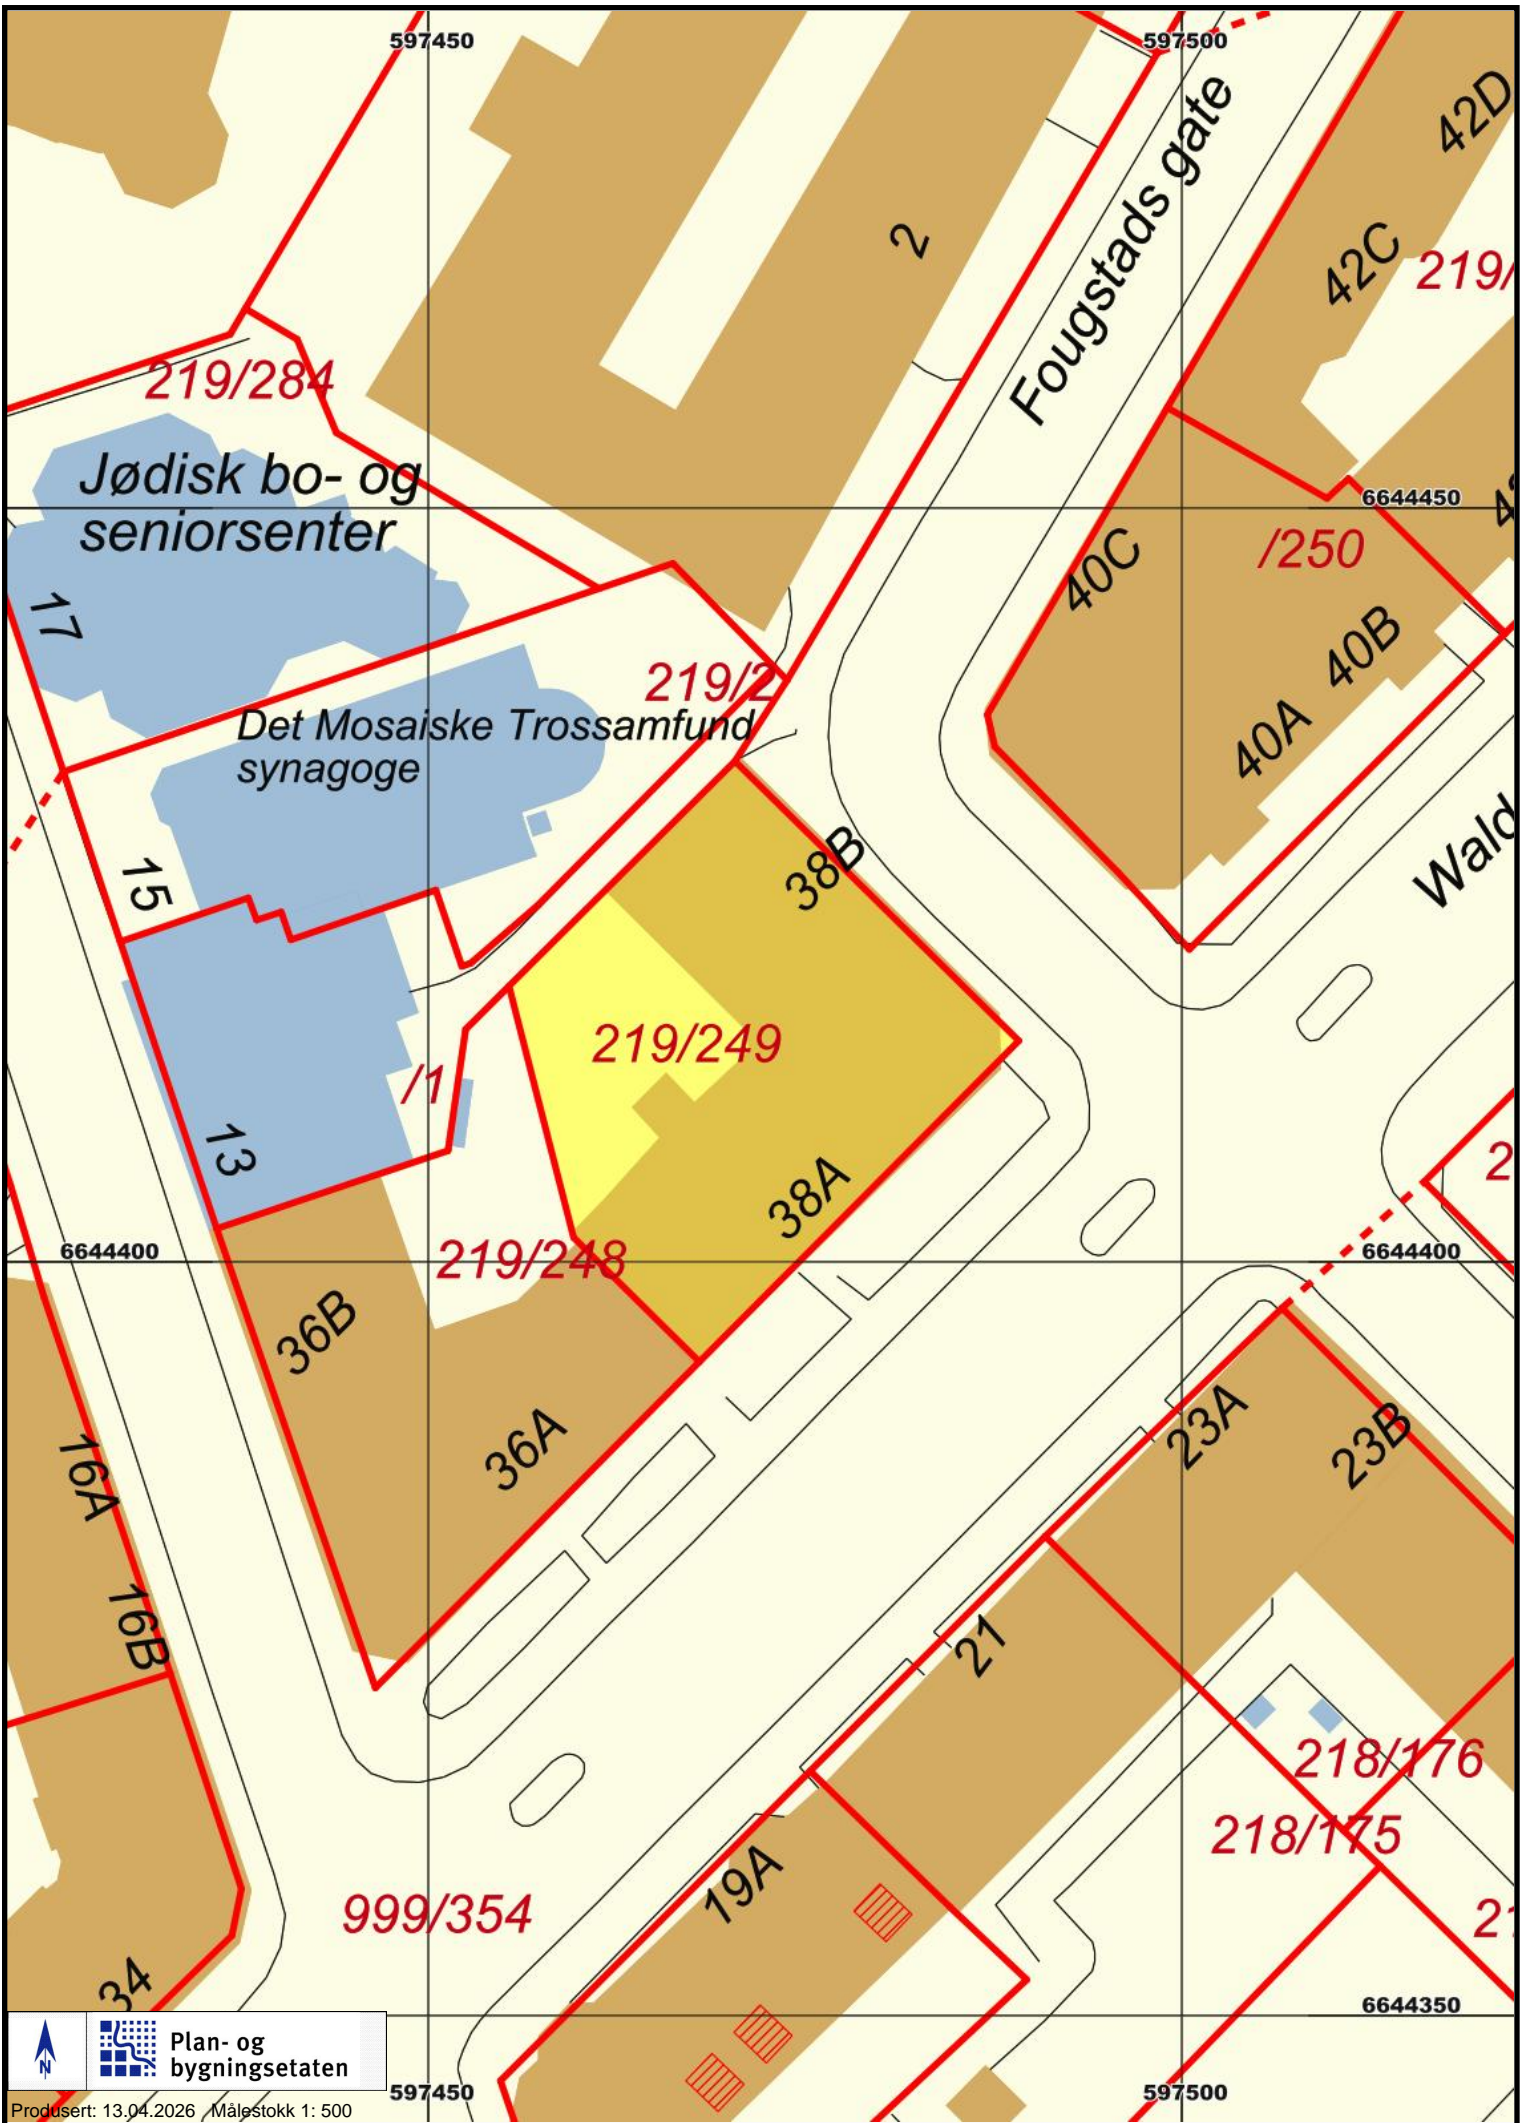 597450
597500
42D
Fougstads gate
2
42C
219/
219/284
Jødisk bo- og
seniorsenter
6644450
/250
40C
17
40B
219/2
Det Mosaiske Trossamfund
synagoge
40A
Wald
15
38B
219/249
/1
13
38A
2
6644400
219/248
6644400
36B
23A
23B
36A
16A
16B
21
218/176
218/175
19A
999/354
21
34
6644350
N
Plan- og
bygningsetaten
597450
597500
Produsert: 13.04.2026 Målestokk 1: 500